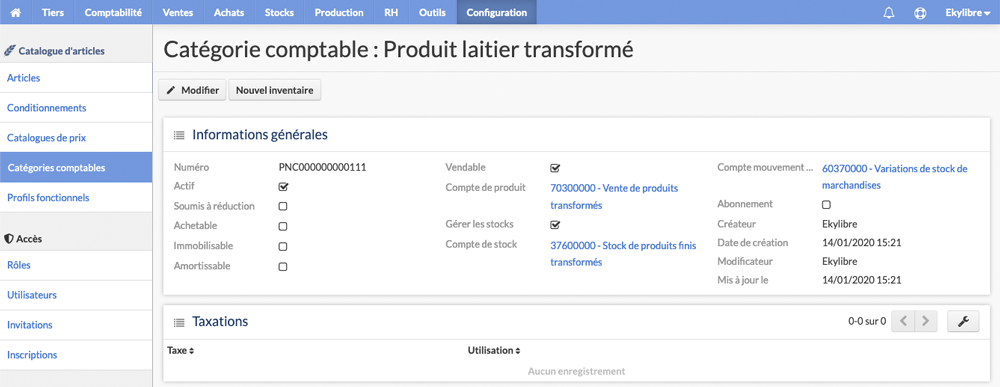 Tiers Comptabilité Ventes Achats Stocks Production RH Outils Configuration Ekylibre
Catalogue d'articles
Articles
Conditionnements
Catalogues de prix
Catégories comptables
Profils fonctionnels
Accès
Rôles
Utilisateurs
Invitations
Inscriptions
Catégorie comptable : Produit laitier transformé
Modifier Nouvel inventaire
Informations générales
Numéro PNC000000000111
Actif
Soumis à réduction
Achetable
Immobilisable
Amortissable
Vendable
Compte de produit 70300000 - Vente de produits
transformés
Gérer les stocks
Compte de stock 37600000 - Stock de produits finis
transformés
Compte mouvement ... 60370000 - Variations de stock de
marchandises
Abonnement
Créateur Ekylibre
Date de création 14/01/2020 15:21
Modificateur Ekylibre
Mis à jour le 14/01/2020 15:21
Taxations 0-0 sur 0
Taxe Utilisation
Aucun enregistrement